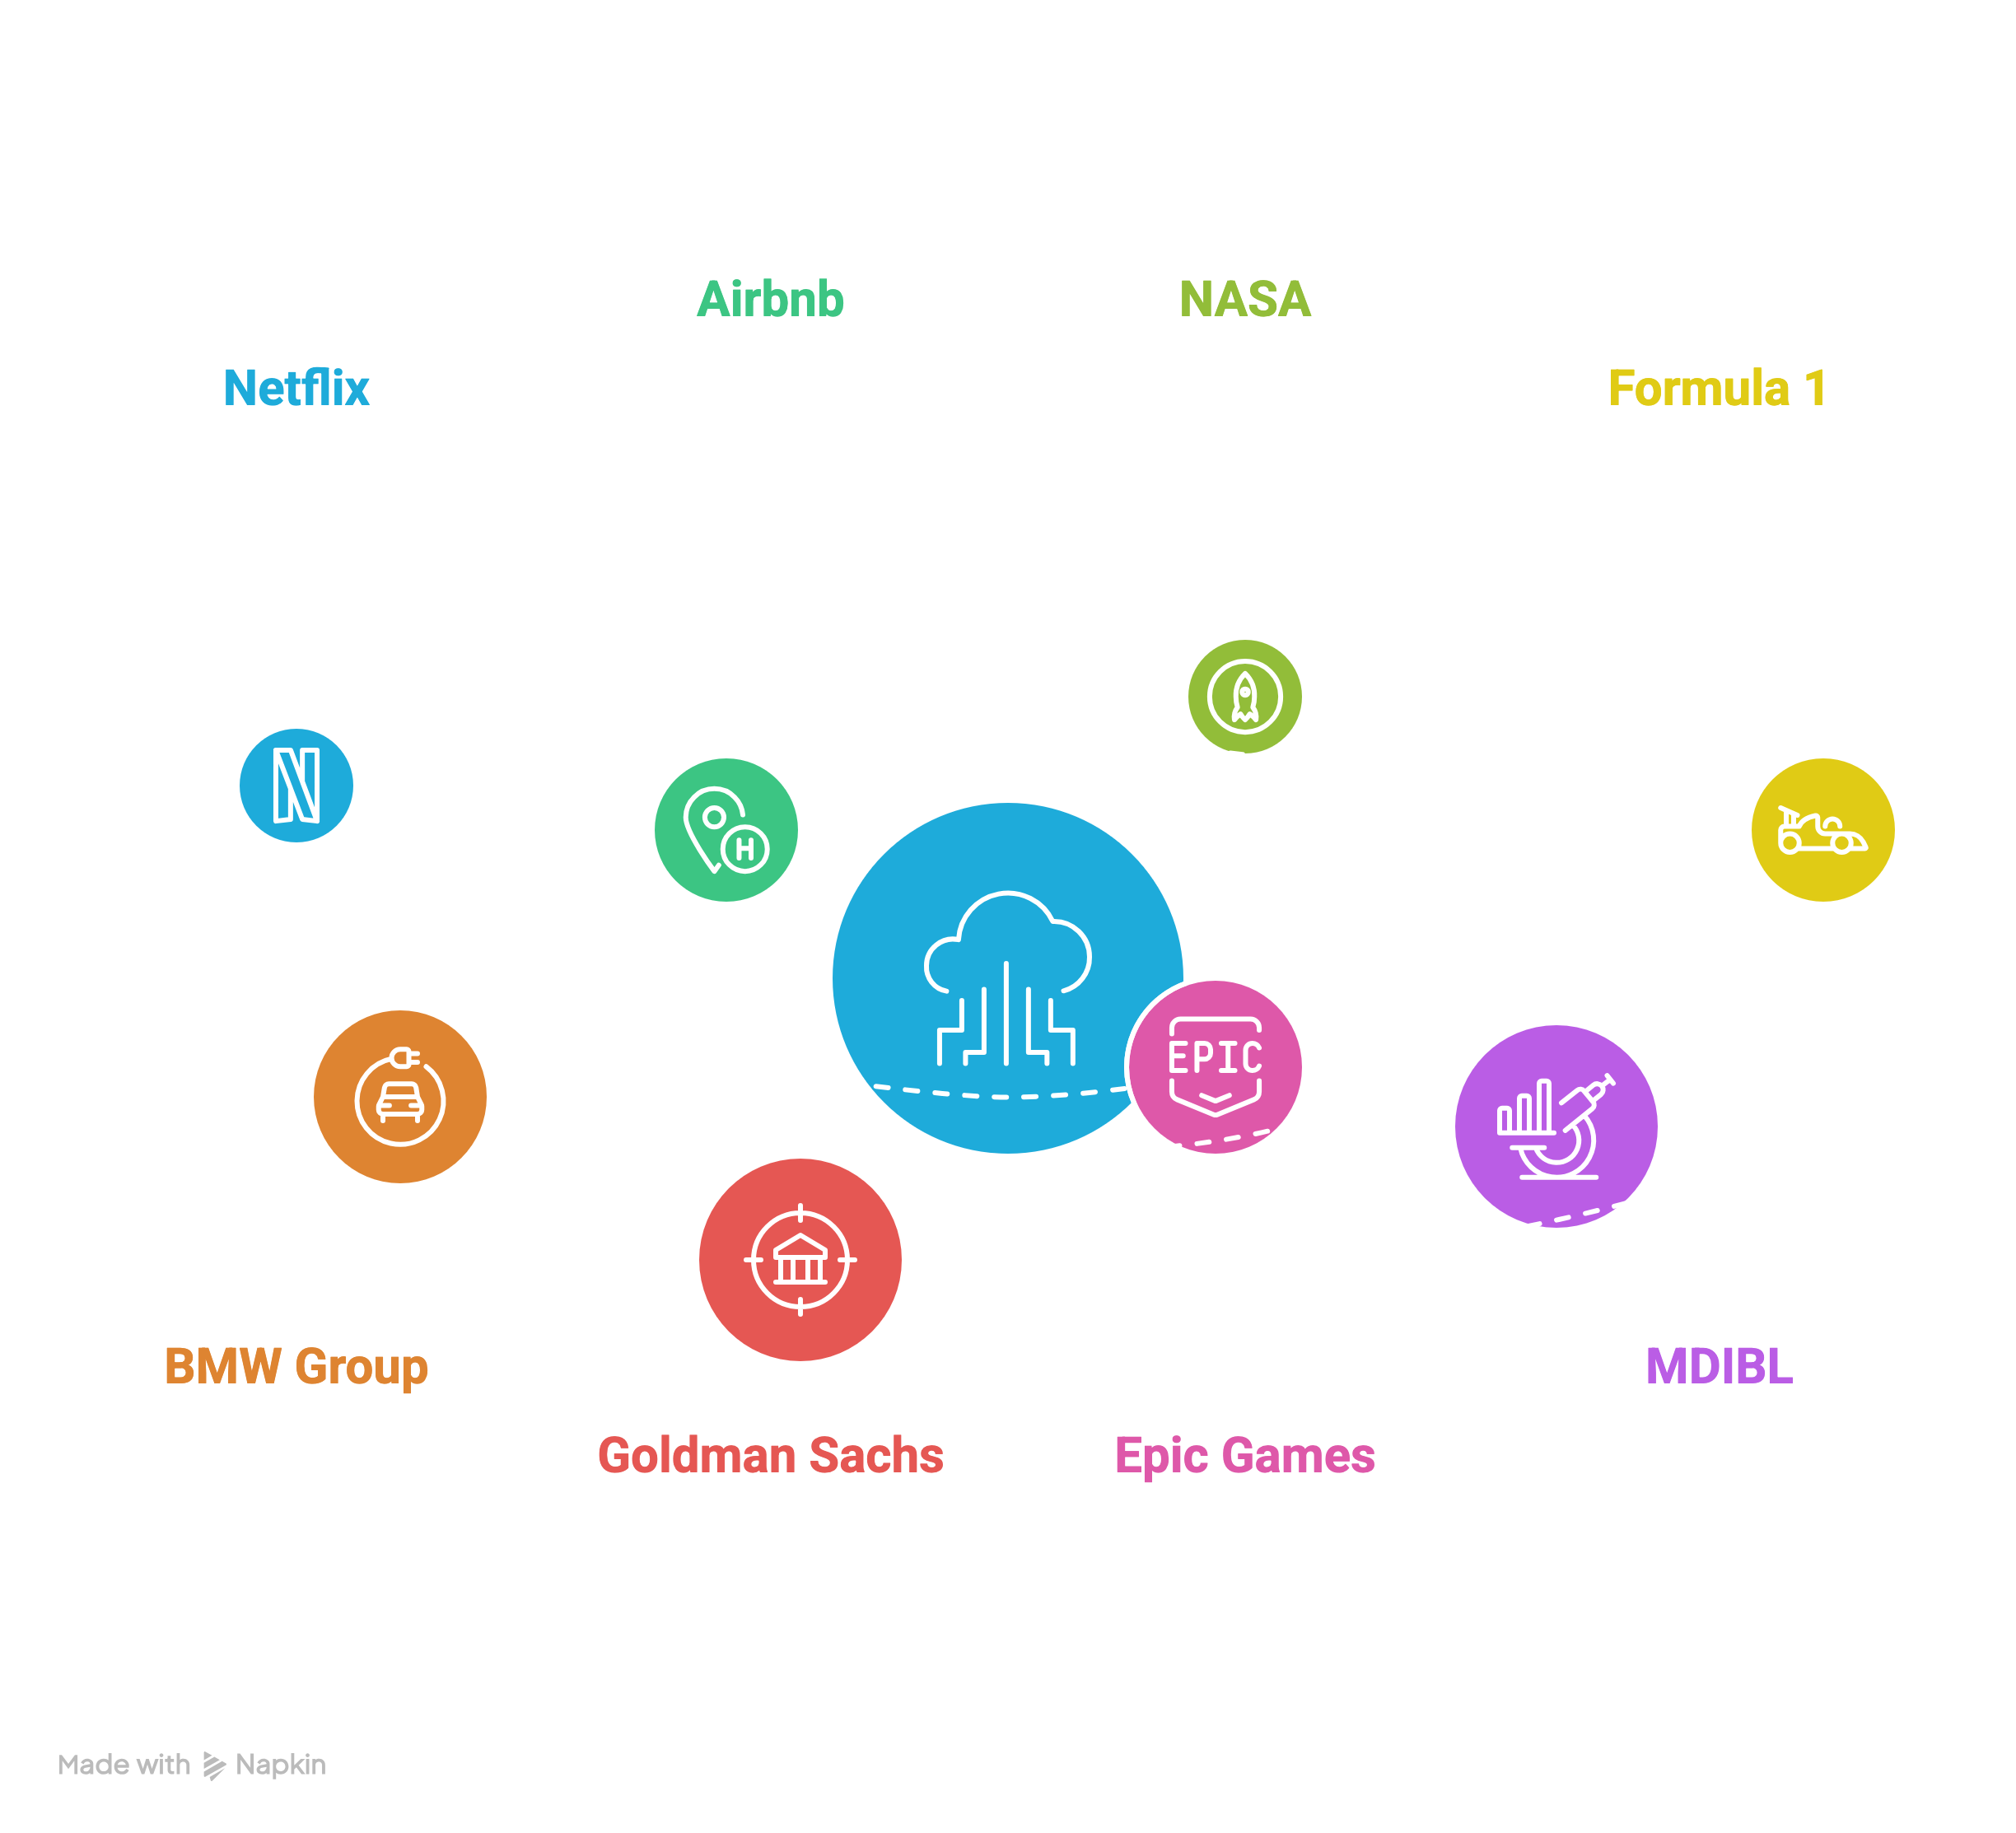 Airbnb
NASA
Netflix
Formula 1
H
EPIC
BMW Group
MDIBL
Goldman Sachs
Epic Games
Made with Napkin